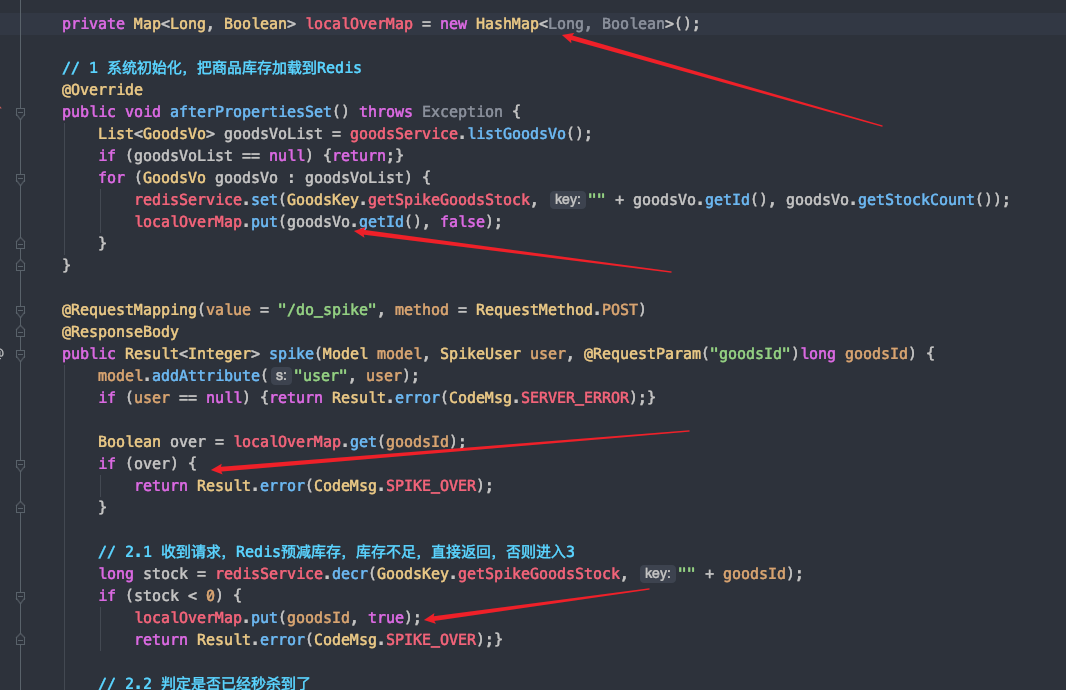 private Map<Long, Boolean> localOverMap = new HashMap<Long, Boolean>();
// 1 系统初始化，把商品库存加载到Redis
@Override
public void afterPropertiesSet() throws Exception {
List<GoodsVo> goodsVoList = goodsService.listGoodsVo();
if (goodsVoList == null) {return;}
for (GoodsVo goodsVo : goodsVoList) {
redisService.set(GoodsKey.getSpikeGoodsStock, key: "" + goodsVo.getId(), goodsVo.getStockCount());
localOverMap.put(goodsVo.getId(), false);
}
}
@RequestMapping(value = "/do_spike", method = RequestMethod.POST)
@ResponseBody
public Result<Integer> spike(Model model, SpikeUser user, @RequestParam("goodsId")long goodsId) {
model.addAttribute( s: "user", user);
if (user == null) {return Result.error(CodeMsg.SERVER_ERROR);}
Boolean over = localOverMap.get(goodsId);
if (over) {
return Result.error(CodeMsg.SPIKE_OVER);
}
// 2.1 收到请求，Redis预减库存，库存不足，直接返回，否则进入3
long stock = redisService.decr(GoodsKey.getSpikeGoodsStock, key: "" + goodsId);
if (stock < 0) {
localOverMap.put(goodsId, true);
return Result.error(CodeMsg.SPIKE_OVER);}
// 2.2 判定是否已经秒杀到了